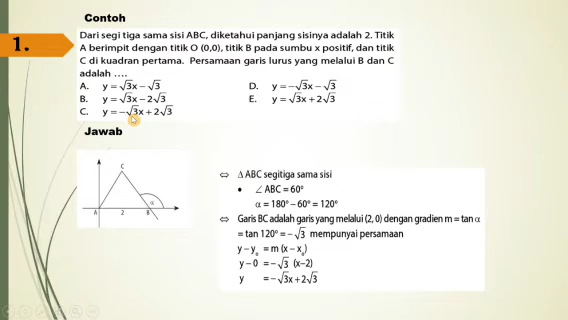 Contoh
1.
Dari segi tiga sama sisi ABC, diketahui panjang sisinya adalah 2. Titik
A berimpit dengan titik O (0,0), titik B pada sumbu x positif, dan titik
C di kuadran pertama. Persamaan garis lurus yang melalui B dan C
adalah ....
A. y = √3x – √3
D. y = –√3x – √3
B. y = √3x – 2√3
E. y = √3x + 2√3
C. y = –√3x + 2√3
Jawab
C
α
A 2 B
⇔ Δ ABC segitiga sama sisi
• ∠ ABC = 60°
α = 180° – 60° = 120°
⇔ Garis BC adalah garis yang melalui (2, 0) dengan gradien m = tan α
= tan 120° = – √3 mempunyai persamaan
y – y₀ = m (x – x₀)
y – 0 = – √3 (x–2)
y = – √3x + 2√3